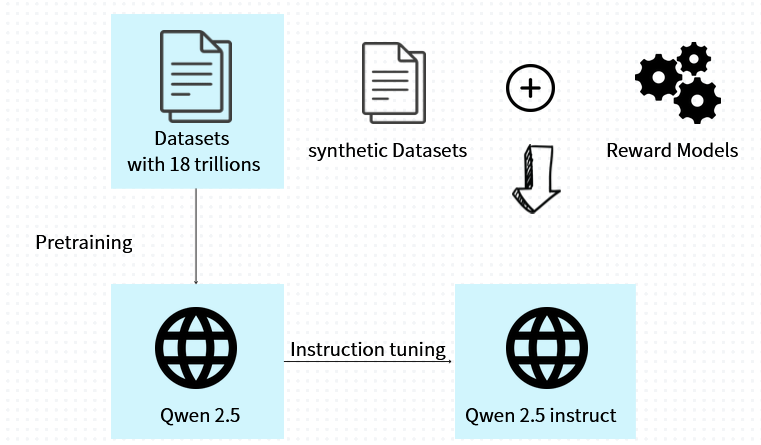 Datasets
with 18 trillions
synthetic Datasets
Reward Models
Pretraining
Instruction tuning
Qwen 2.5
Qwen 2.5 instruct